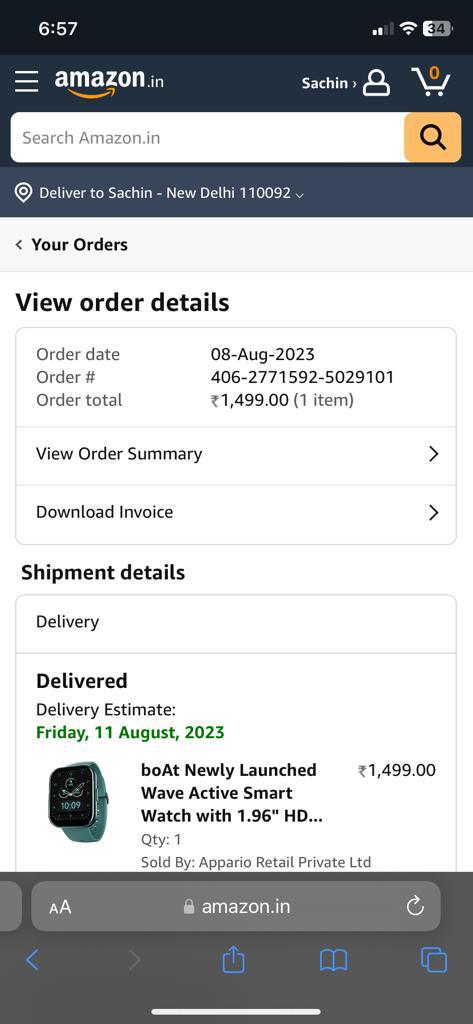 6:57
34
amazon.in
Sachin ›
0
Search Amazon.in
Deliver to Sachin - New Delhi 110092
‹ Your Orders
View order details
Order date 08-Aug-2023
Order # 406-2771592-5029101
Order total ₹1,499.00 (1 item)
View Order Summary
Download Invoice
Shipment details
Delivery
Delivered
Delivery Estimate:
Friday, 11 August, 2023
boAt Newly Launched ₹1,499.00
Wave Active Smart
Watch with 1.96" HD...
10:09
Qty: 1
Sold By: Appario Retail Private Ltd
AA amazon.in